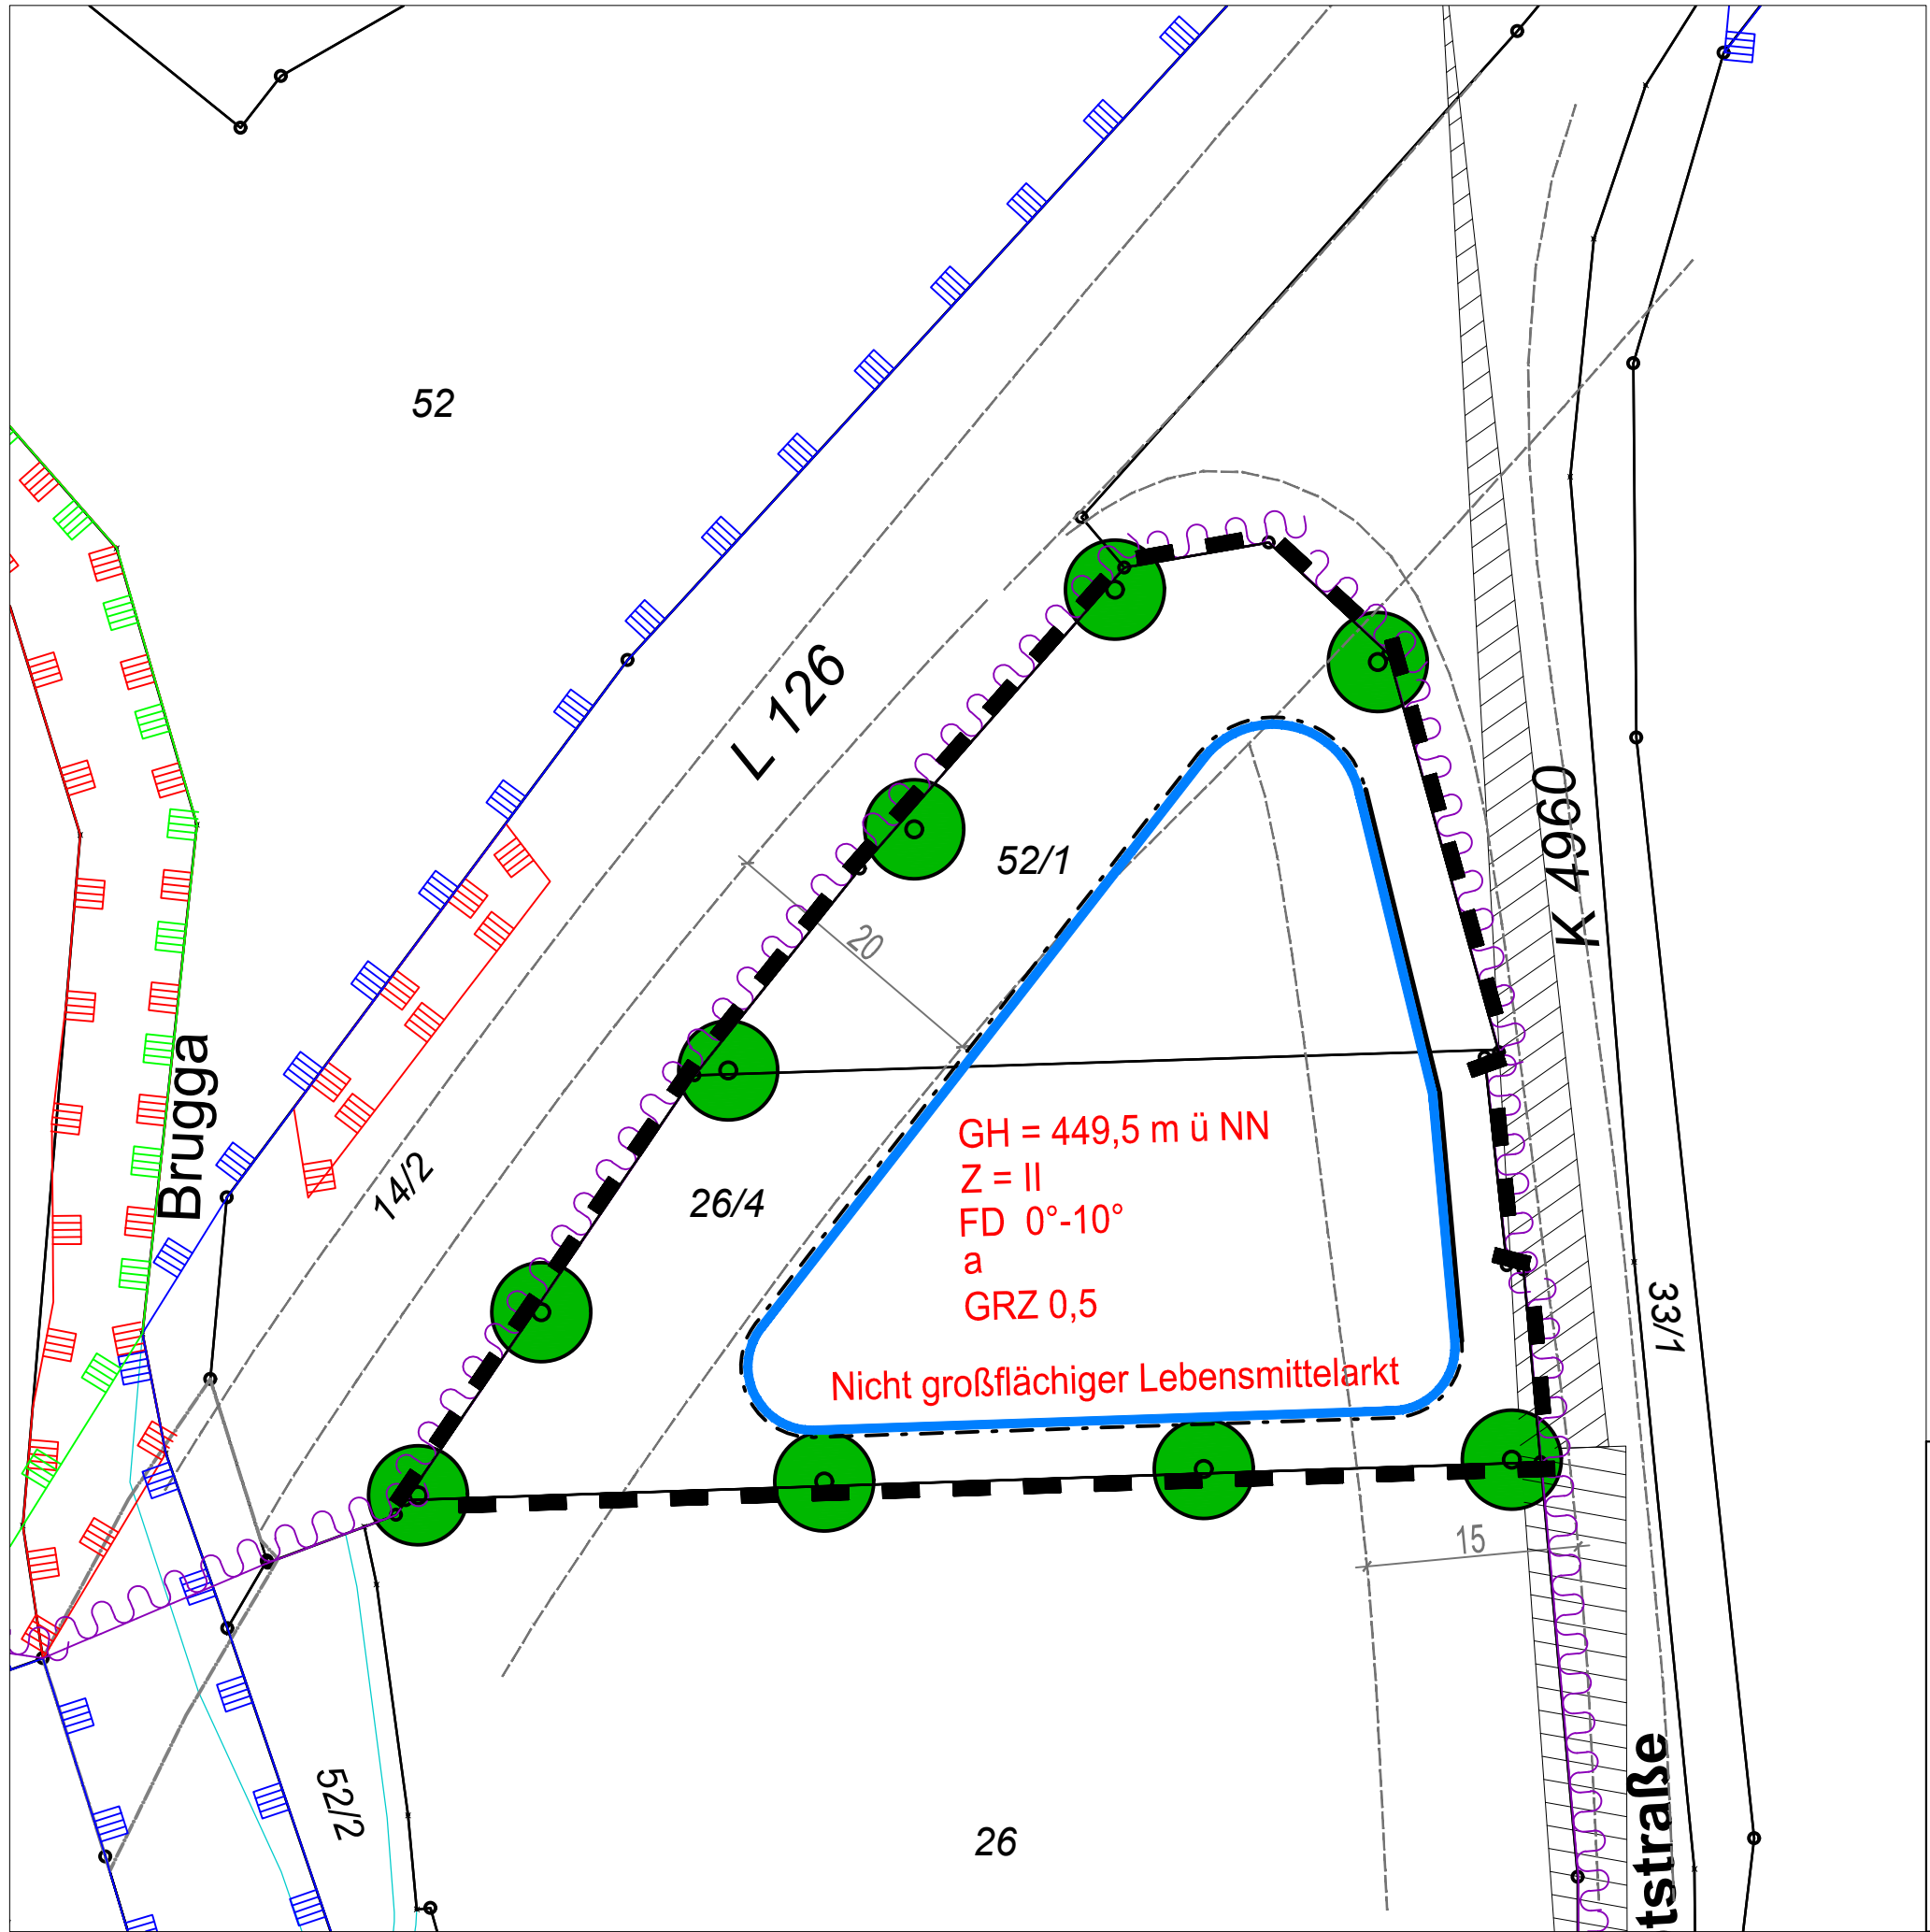 52
L 126
52/1
K 4960
20
Brugga
14/2
26/4
GH = 449,5 m ü NN
Z = II
FD 0°-10°
a
GRZ 0,5
Nicht großflächiger Lebensmittelarkt
33/1
15
52/2
26
tstraße